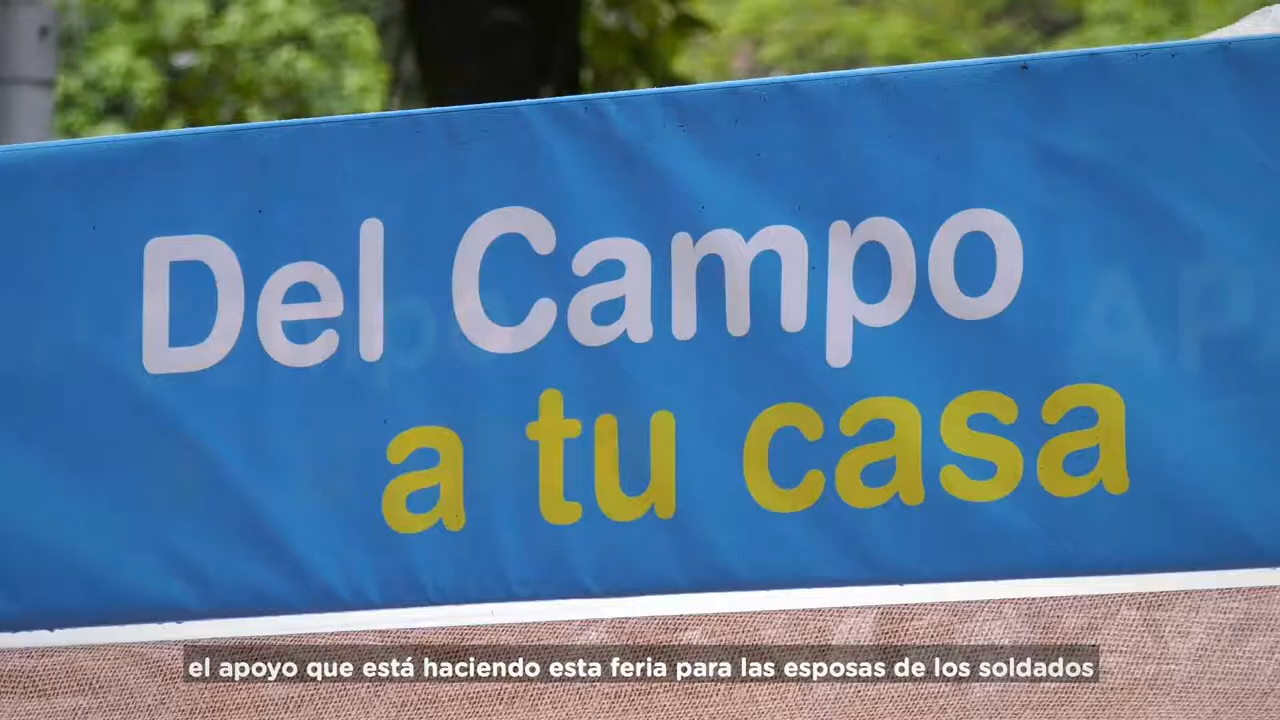 Del Campo
a tu casa
el apoyo que está haciendo esta feria para las esposas de los soldados